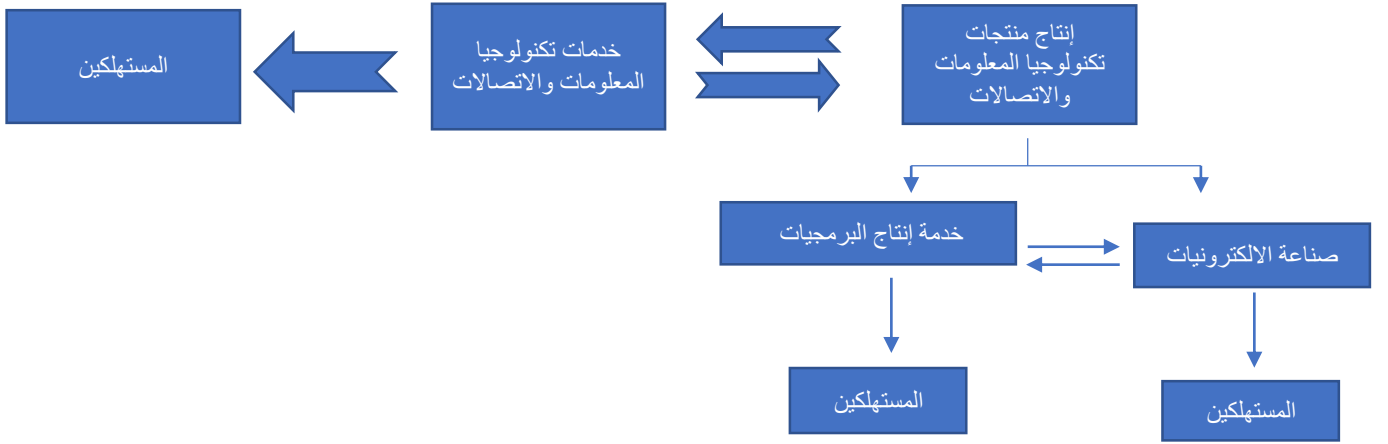 إنتاج منتجات
تكنولوجيا المعلومات
والاتصالات
خدمات تكنولوجيا
المعلومات والاتصالات
المستهلكين
خدمة إنتاج البرمجيات
صناعة الالكترونيات
المستهلكين
المستهلكين